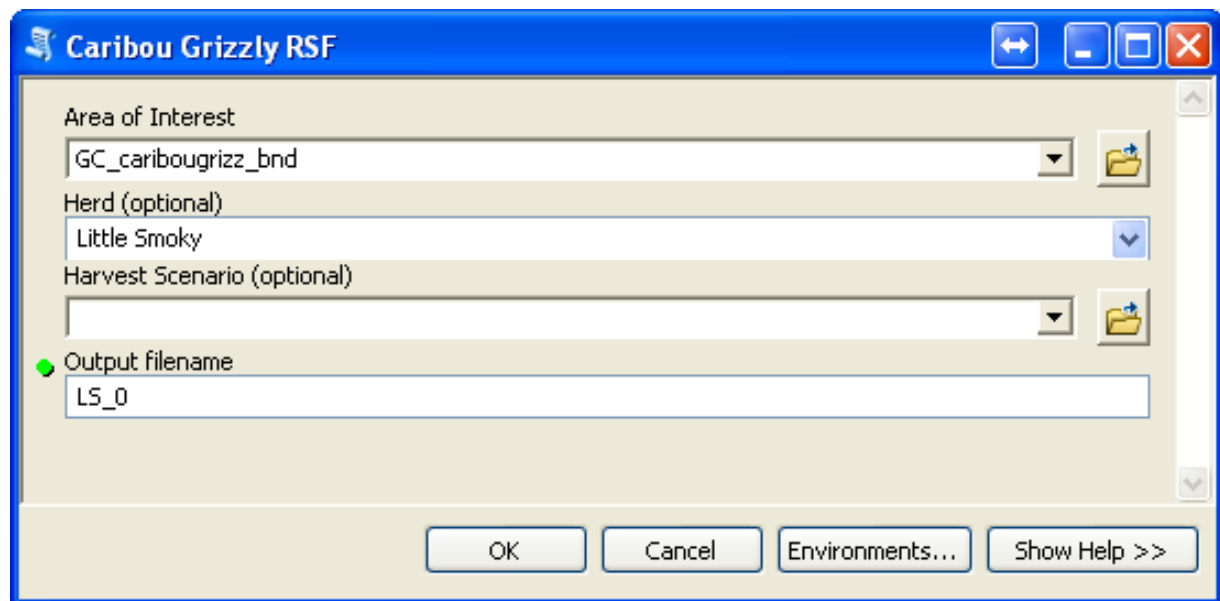 Caribou Grizzly RSF
Area of Interest
GC_caribougrizz_bnd
Herd (optional)
Little Smoky
Harvest Scenario (optional)
Output filename
LS_0
OK Cancel Environments... Show Help >>